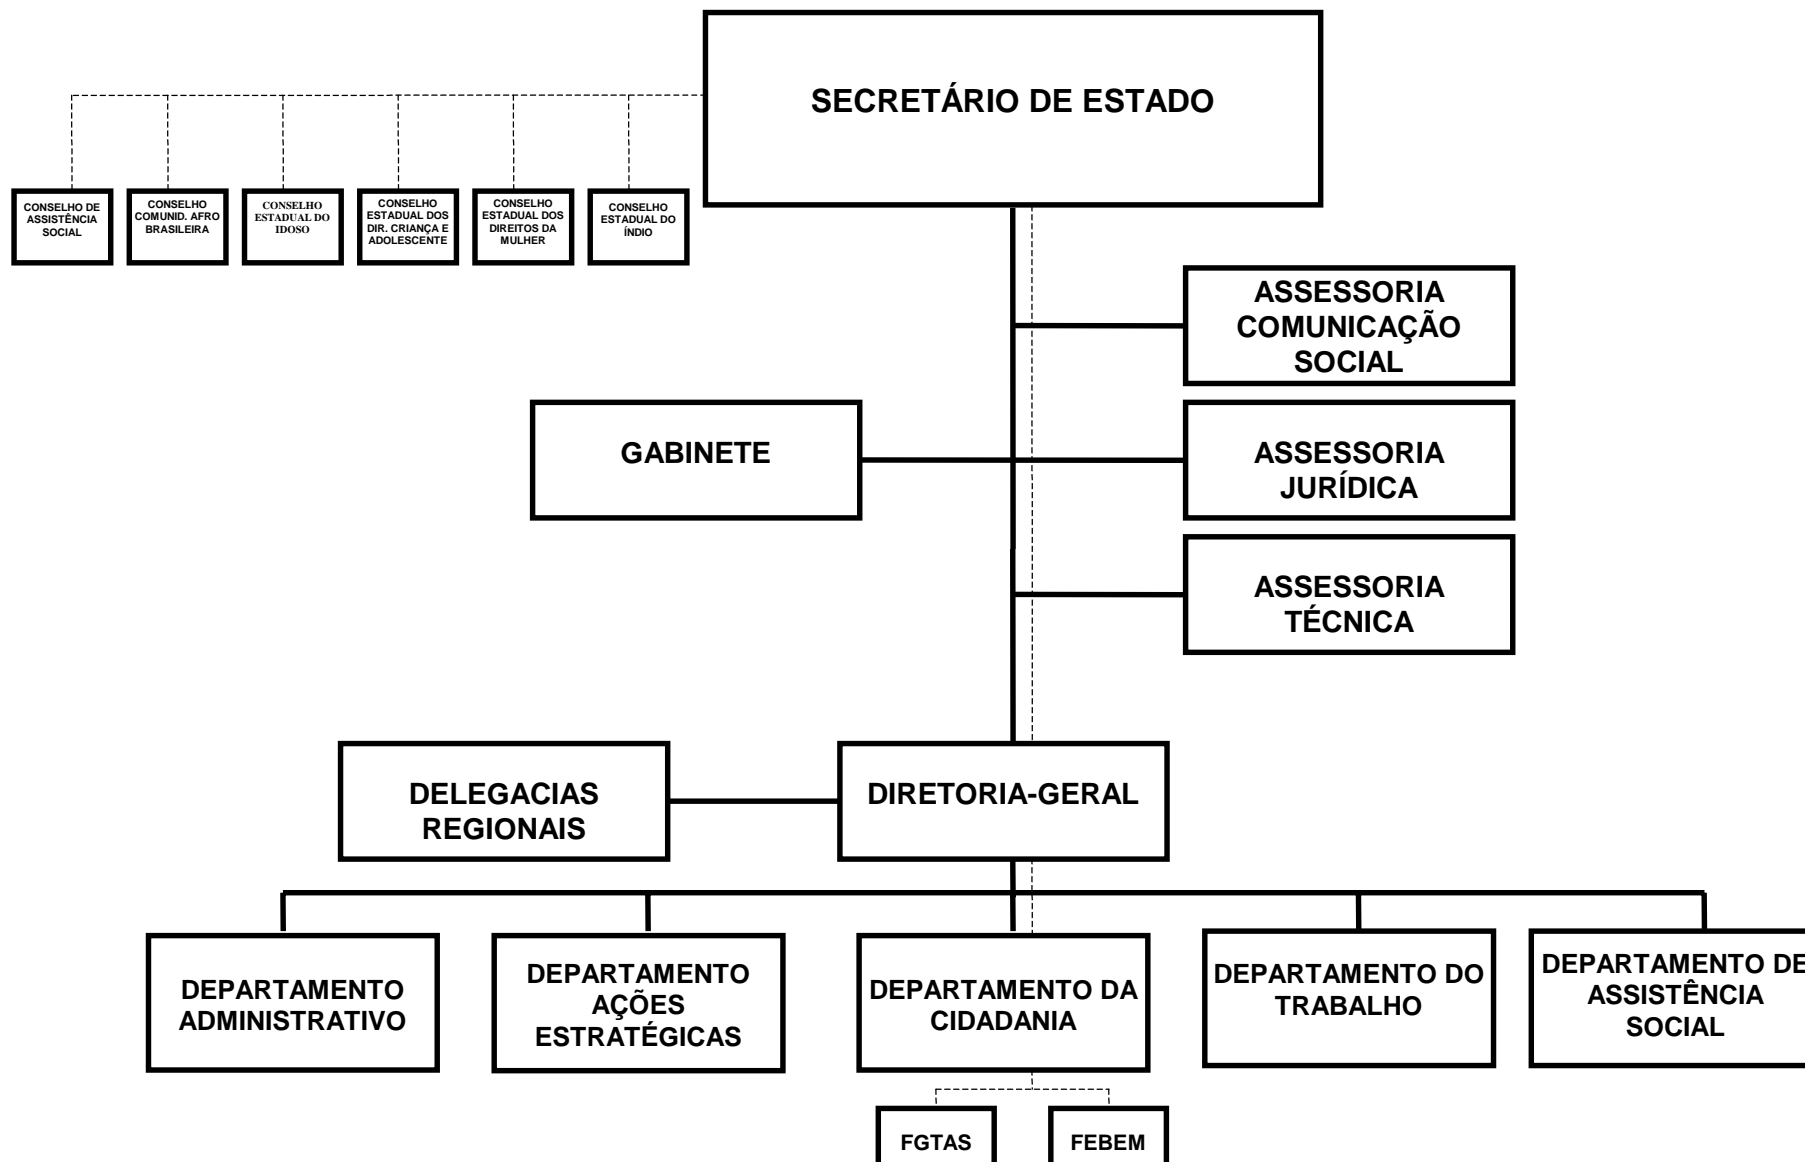 SECRETÁRIO DE ESTADO
CONSELHO DE
ASSISTÊNCIA
SOCIAL
CONSELHO
COMUNID. AFRO
BRASILEIRA
CONSELHO
ESTADUAL DO
IDOSO
CONSELHO
ESTADUAL DOS
DIR. CRIANÇA E
ADOLESCENTE
CONSELHO
ESTADUAL DOS
DIREITOS DA
MULHER
CONSELHO
ESTADUAL DO
ÍNDIO
ASSESSORIA
COMUNICAÇÃO
SOCIAL
GABINETE
ASSESSORIA
JURÍDICA
ASSESSORIA
TÉCNICA
DELEGACIAS
REGIONAIS
DIRETORIA-GERAL
DEPARTAMENTO
ADMINISTRATIVO
DEPARTAMENTO
AÇÕES
ESTRATÉGICAS
DEPARTAMENTO DA
CIDADANIA
DEPARTAMENTO DO
TRABALHO
DEPARTAMENTO DE
ASSISTÊNCIA
SOCIAL
FGTAS
FEBEM